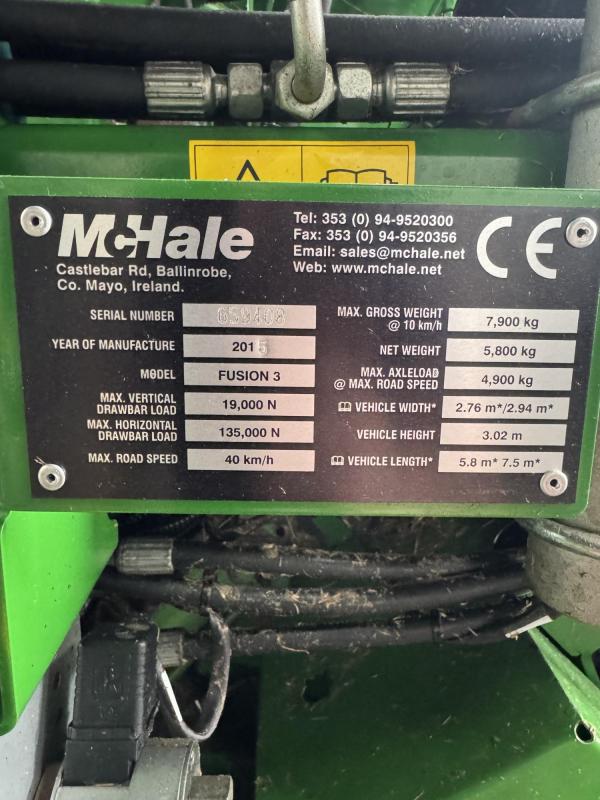 McHale
Castlebar Rd, Ballinrobe,
Co. Mayo, Ireland.
Tel: 353 (0) 94-9520300
Fax: 353 (0) 94-9520356
Email: sales@mchale.net
Web: www.mchale.net
CE
SERIAL NUMBER
YEAR OF MANUFACTURE 2015
MODEL FUSION 3
MAX. VERTICAL
DRAWBAR LOAD 19,000 N
MAX. HORIZONTAL
DRAWBAR LOAD 135,000 N
MAX. ROAD SPEED 40 km/h
MAX. GROSS WEIGHT
@ 10 km/h 7,900 kg
NET WEIGHT 5,800 kg
MAX. AXLELOAD
@ MAX. ROAD SPEED 4,900 kg
VEHICLE WIDTH* 2.76 m*/2.94 m*
VEHICLE HEIGHT 3.02 m
VEHICLE LENGTH* 5.8 m* 7.5 m*